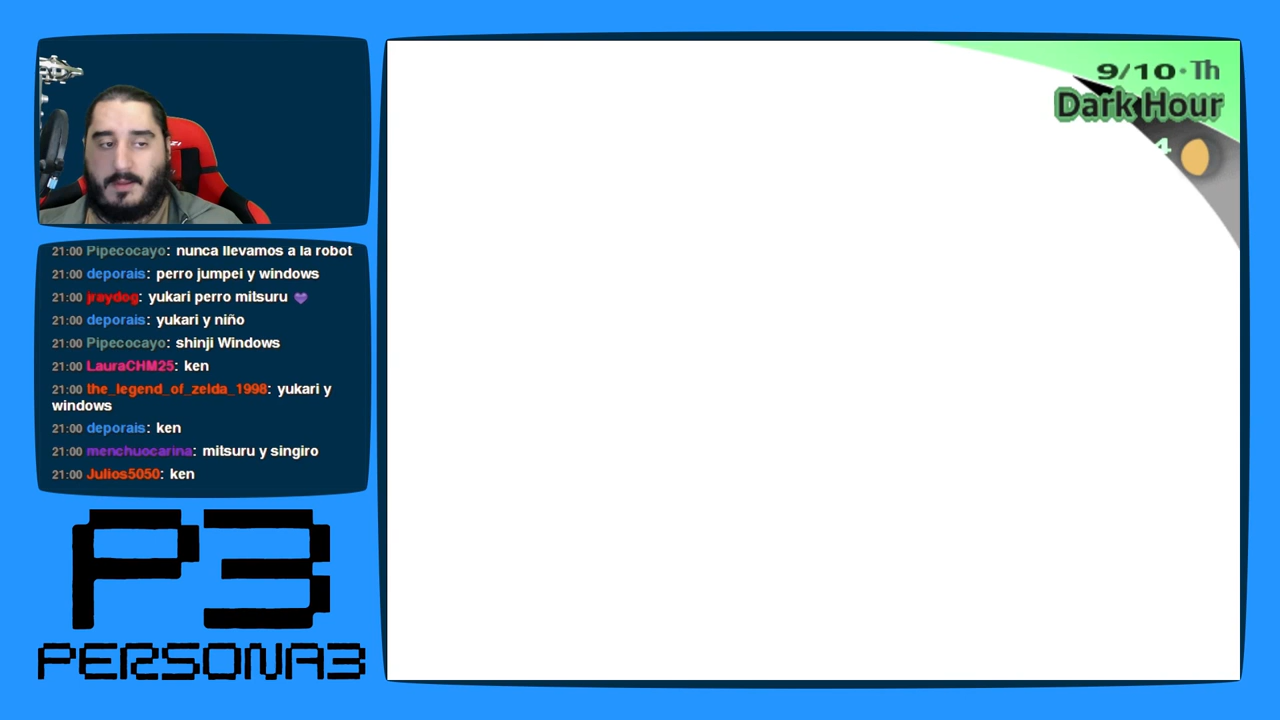 9/10·Th
Dark Hour
4
21:00 Pipecocayo: nunca llevamos a la robot
21:00 deporais: perro jumpei y windows
21:00 jraydog: yukari perro mitsuru
21:00 deporais: yukari y niño
21:00 Pipecocayo: shinji Windows
21:00 LauraCHM25: ken
21:00 the_legend_of_zelda_1998: yukari y
windows
21:00 deporais: ken
21:00 menchuocarina: mitsuru y singiro
21:00 Julios5050: ken
P3
PERSONA3